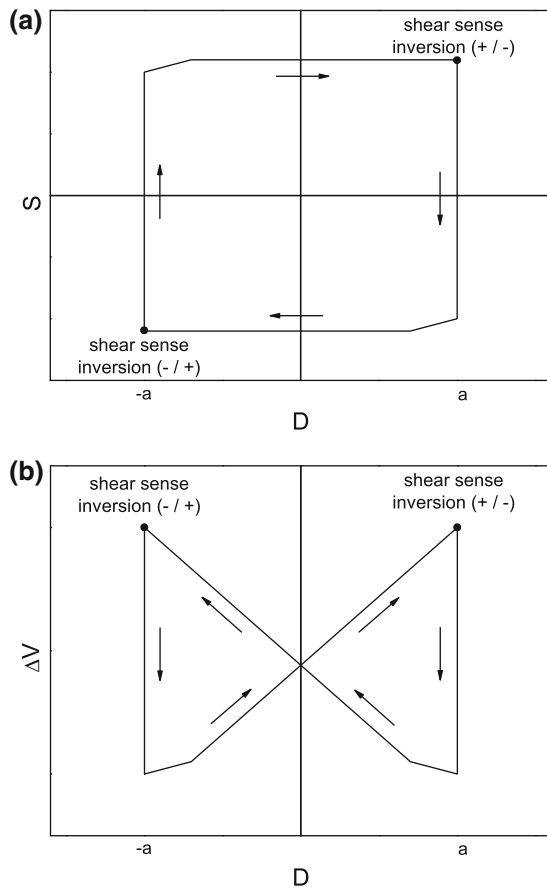 (a)
shear sense
inversion (+ / -)
S
shear sense
inversion (- / +)
-a
a
D
(b)
shear sense
inversion (- / +)
shear sense
inversion (+ / -)
ΔV
-a
a
D